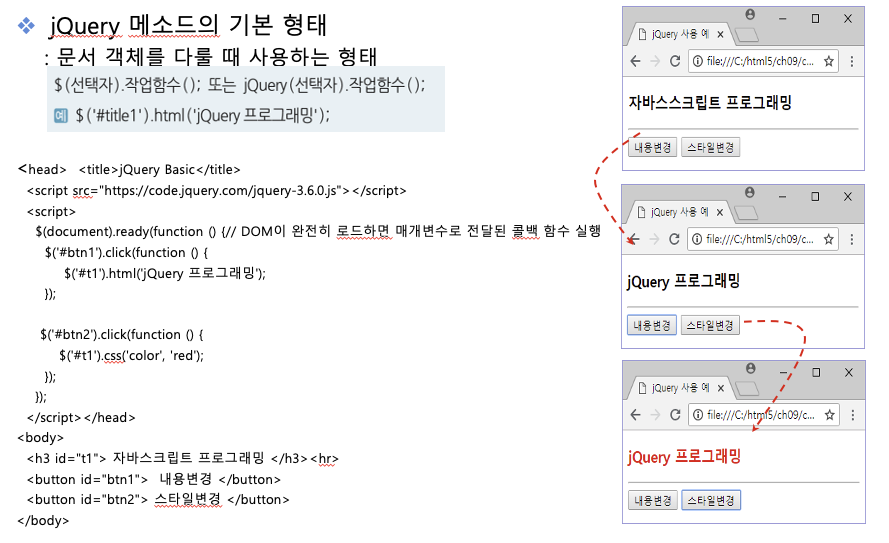 ❖ jQuery 메소드의 기본 형태
: 문서 객체를 다룰 때 사용하는 형태
$(선택자).작업함수(); 또는 jQuery(선택자).작업함수();
예 $('#title1').html('jQuery 프로그래밍');
<head> <title>jQuery Basic</title>
<script src="https://code.jquery.com/jquery-3.6.0.js"></script>
<script>
$(document).ready(function () {// DOM이 완전히 로드하면 매개변수로 전달된 콜백 함수 실행
$('#btn1').click(function () {
$('#t1').html('jQuery 프로그래밍');
});
$('#btn2').click(function () {
$('#t1').css('color', 'red');
});
});
</script></head>
<body>
<h3 id="t1"> 자바스크립트 프로그래밍 </h3><hr>
<button id="btn1"> 내용변경 </button>
<button id="btn2"> 스타일변경 </button>
</body>
jQuery 사용 예
file:///C:/html5/ch09/c...
자바스스크립트 프로그래밍
내용변경 스타일변경
jQuery 사용 예
file:///C:/html5/ch09/c...
jQuery 프로그래밍
내용변경 스타일변경
jQuery 사용 예
file:///C:/html5/ch09/c...
jQuery 프로그래밍
내용변경 스타일변경